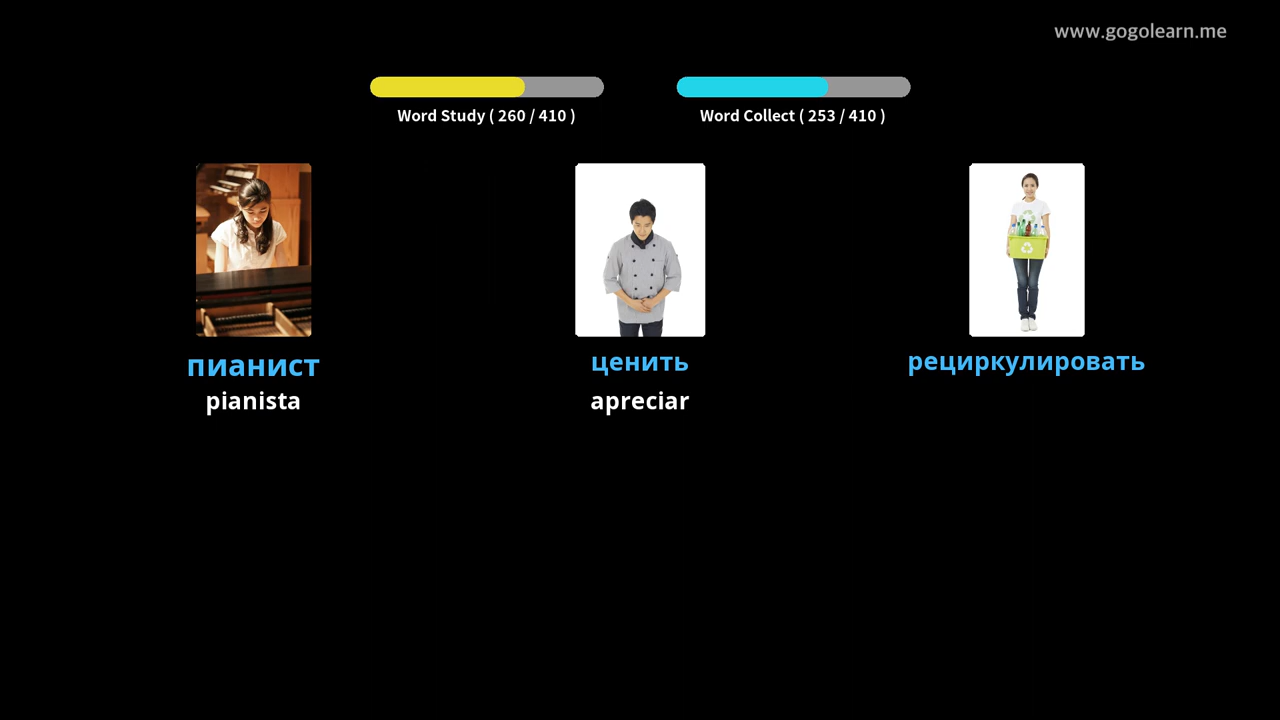 www.gogolearn.me
Word Study ( 260 / 410 )
Word Collect ( 253 / 410 )
пианист
pianista
ценить
apreciar
рециркулировать